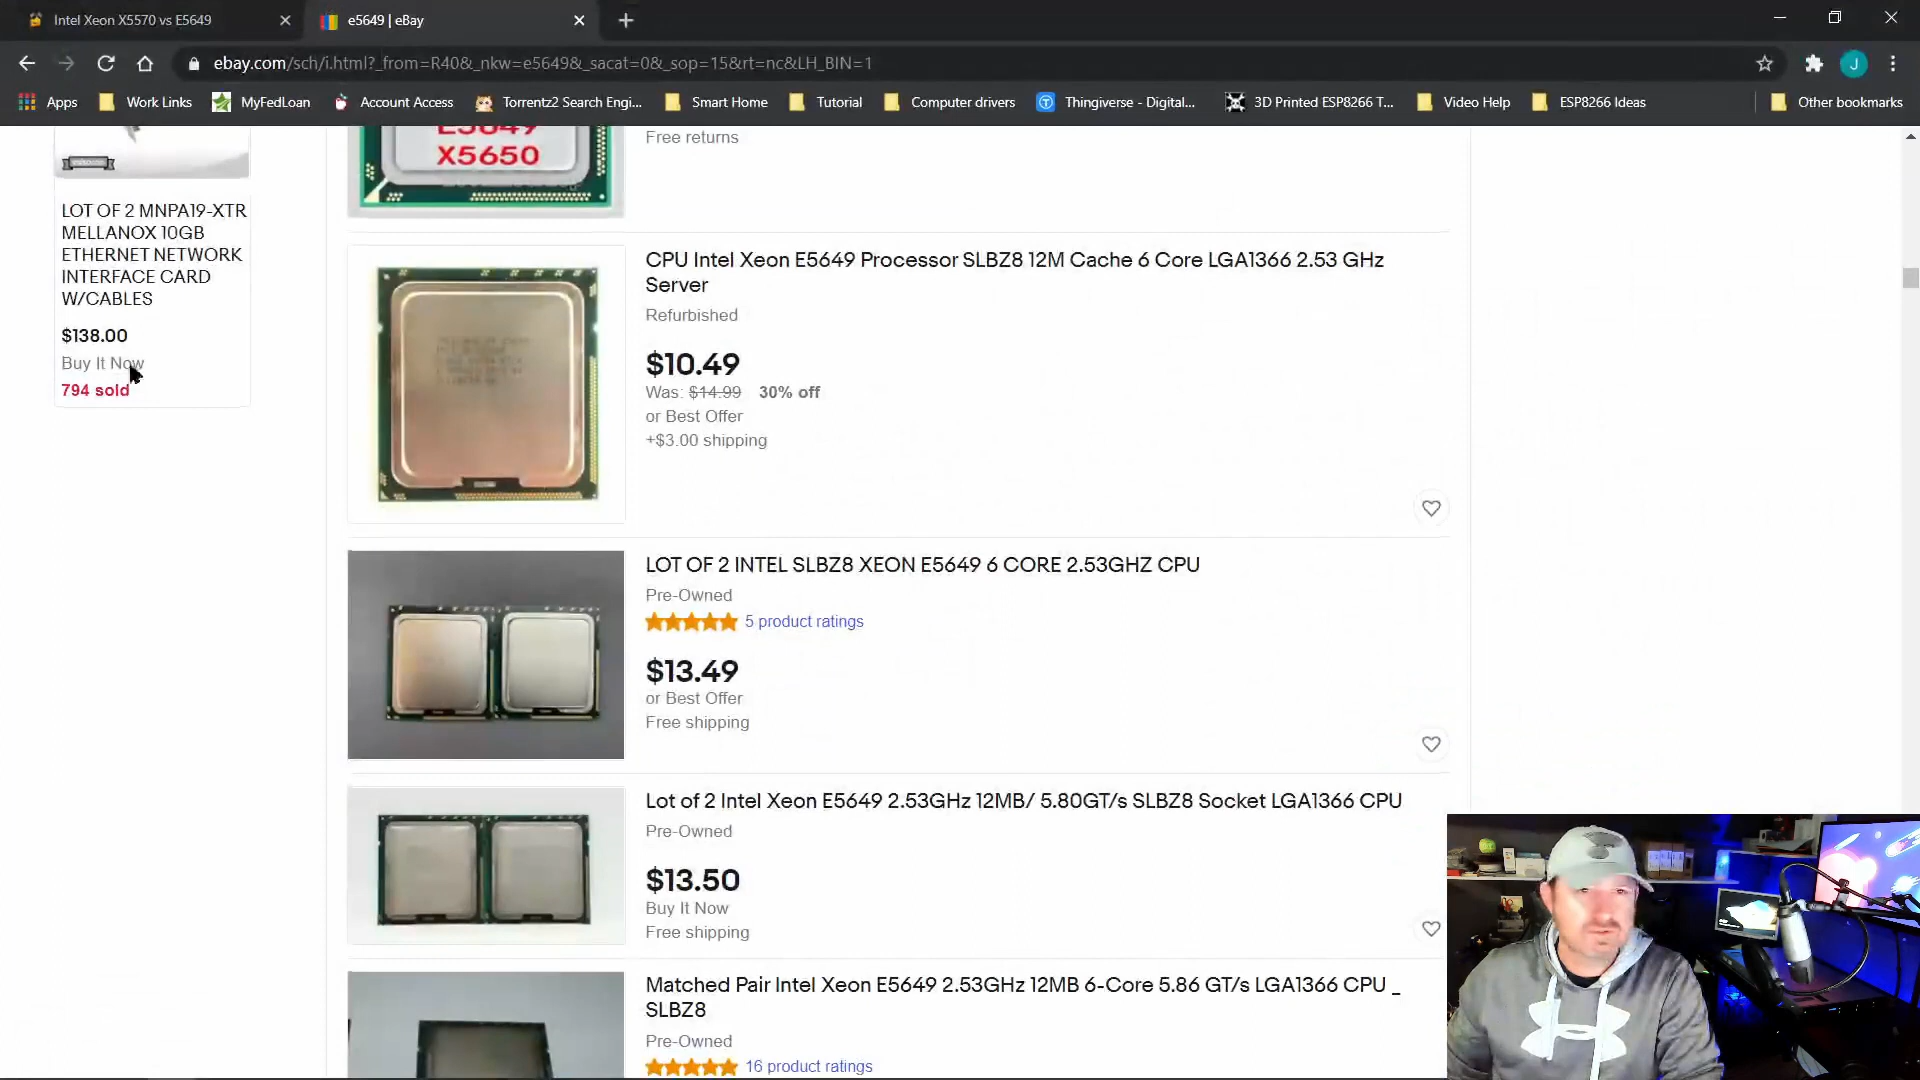 Intel Xeon X5570 vs E5649
e5649 | eBay
ebay.com/sch/i.html?_from=R40&_nkw=e5649&_sacat=0&_sop=15&rt=nc&LH_BIN=1
J
Apps
Work Links
MyFedLoan
Account Access
Torrentz2 Search Engi...
Smart Home
Tutorial
Computer drivers
Thingiverse - Digital...
3D Printed ESP8266 T...
Video Help
ESP8266 Ideas
Other bookmarks
LOT OF 2 MNPA19-XTR
MELLANOX 10GB
ETHERNET NETWORK
INTERFACE CARD
W/CABLES
$138.00
Buy It Now
794 sold
E5649
X5650
Free returns
CPU Intel Xeon E5649 Processor SLBZ8 12M Cache 6 Core LGA1366 2.53 GHz
Server
Refurbished
$10.49
Was: $14.99 30% off
or Best Offer
+$3.00 shipping
LOT OF 2 INTEL SLBZ8 XEON E5649 6 CORE 2.53GHZ CPU
Pre-Owned
5 product ratings
$13.49
or Best Offer
Free shipping
Lot of 2 Intel Xeon E5649 2.53GHz 12MB/ 5.80GT/s SLBZ8 Socket LGA1366 CPU
Pre-Owned
$13.50
Buy It Now
Free shipping
Matched Pair Intel Xeon E5649 2.53GHz 12MB 6-Core 5.86 GT/s LGA1366 CPU _
SLBZ8
Pre-Owned
16 product ratings